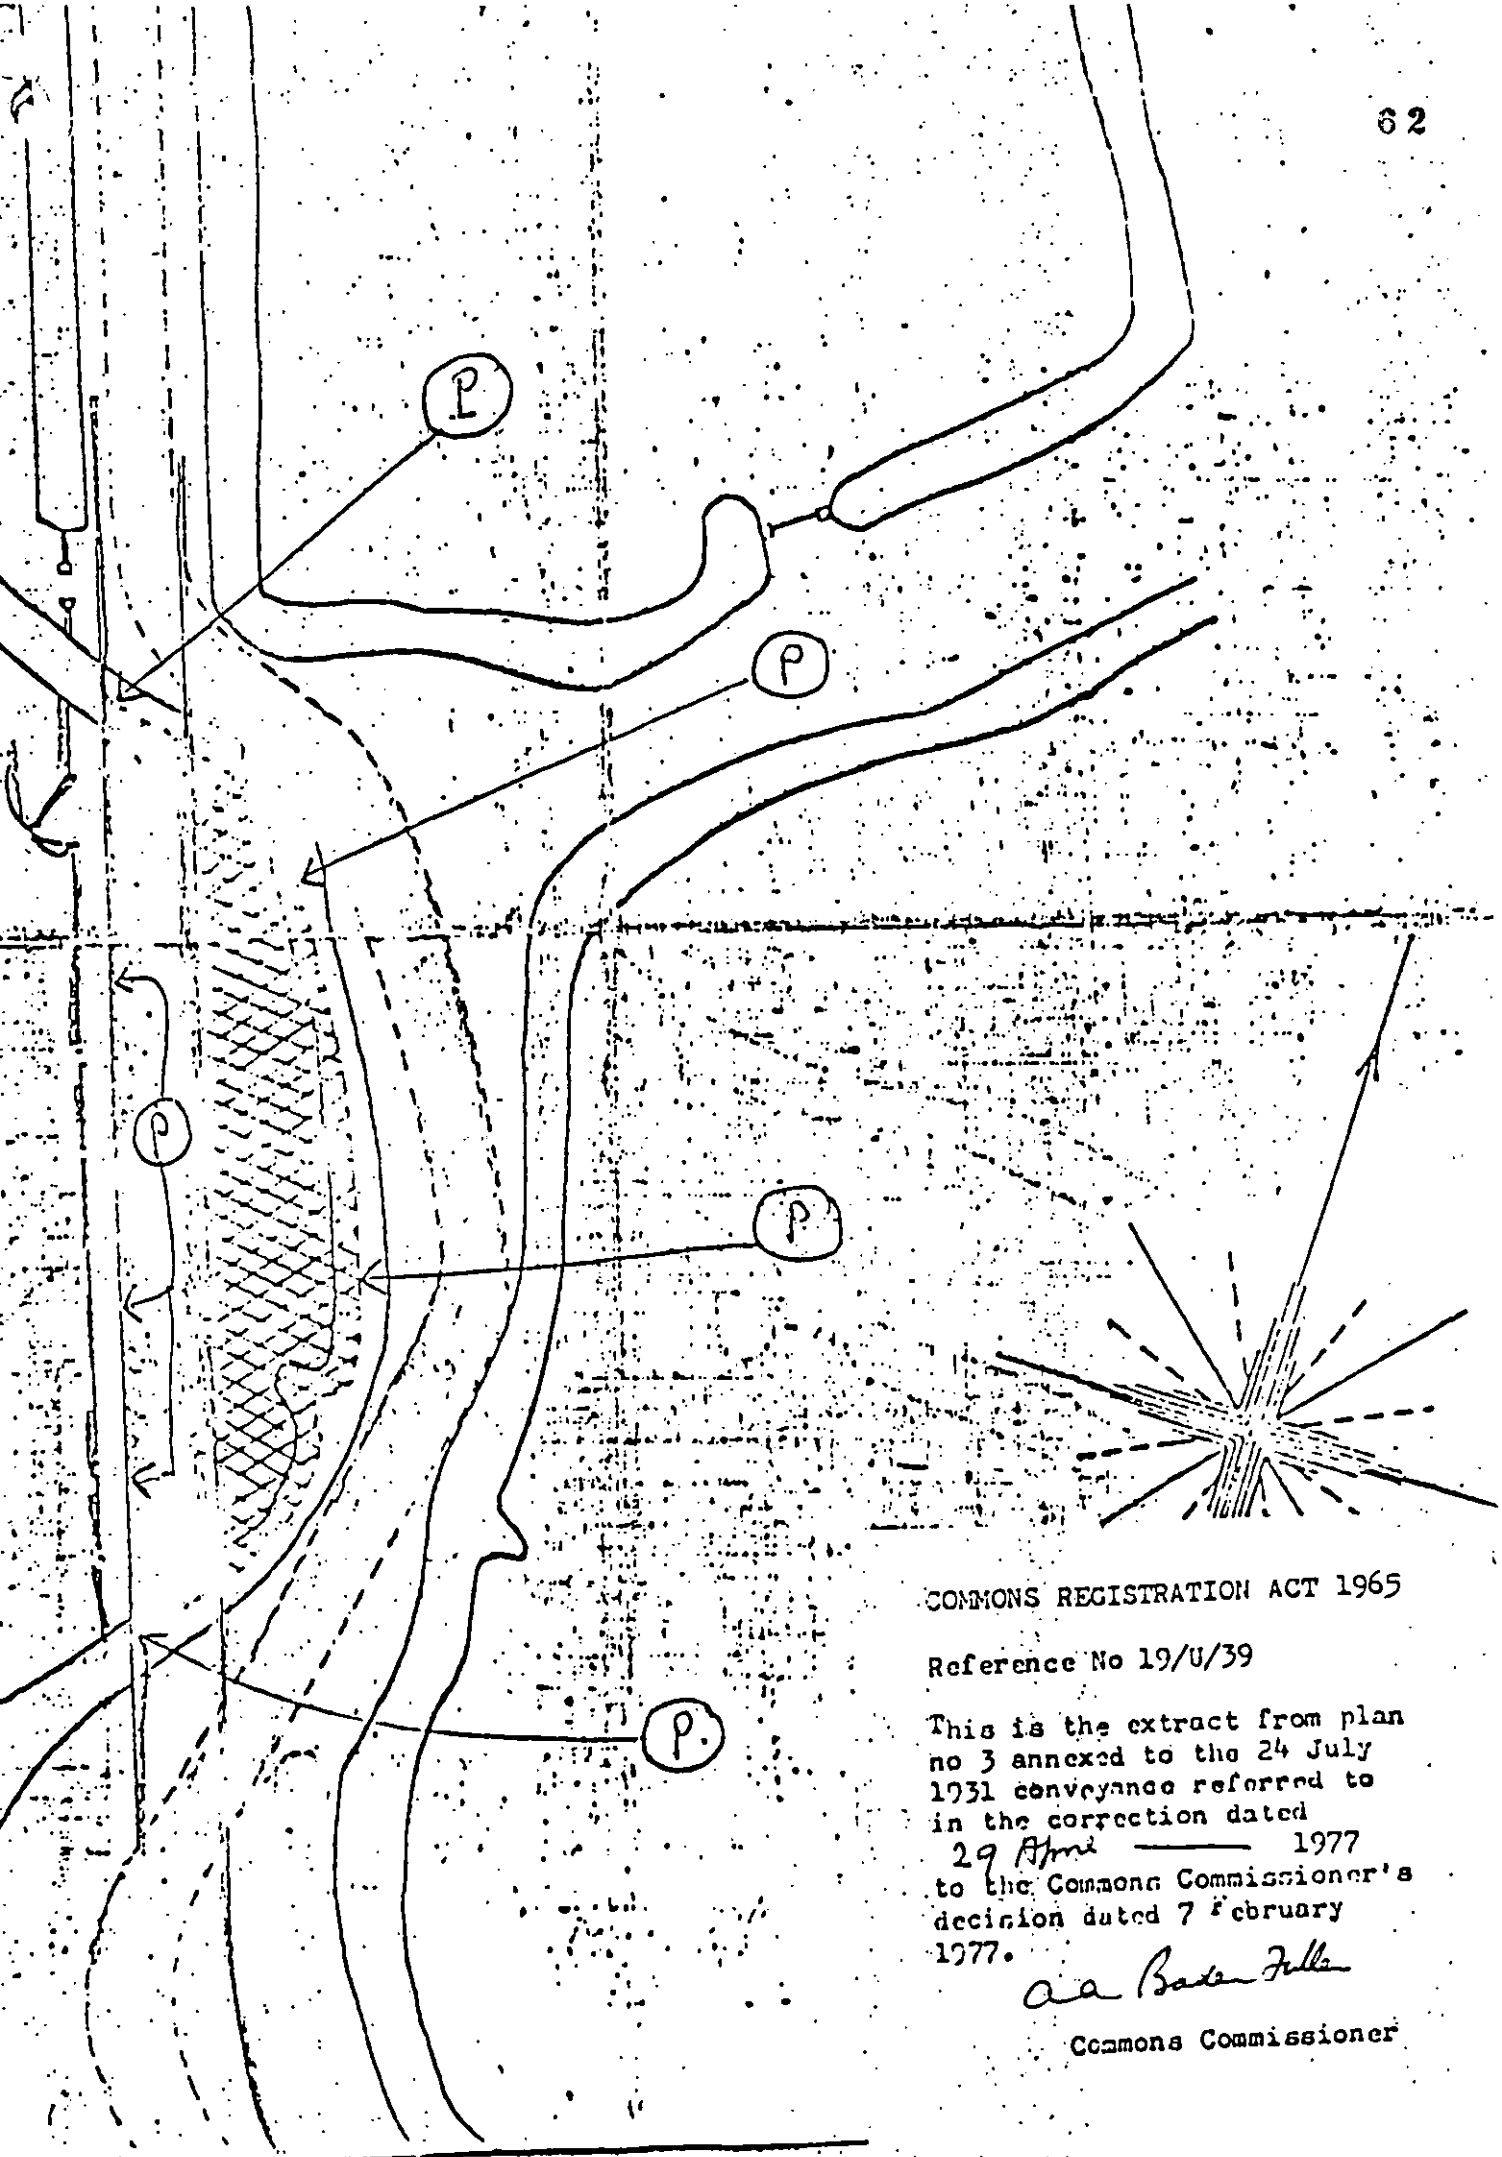 62
P
P
P
P
P.
COMMONS REGISTRATION ACT 1965
Reference No 19/U/39
This is the extract from plan
no 3 annexed to the 24 July
1931 conveyance referred to
in the correction dated
29 April — 1977
to the Commons Commissioner's
decision dated 7 February
1977.
a a Baden Fuller
Commons Commissioner